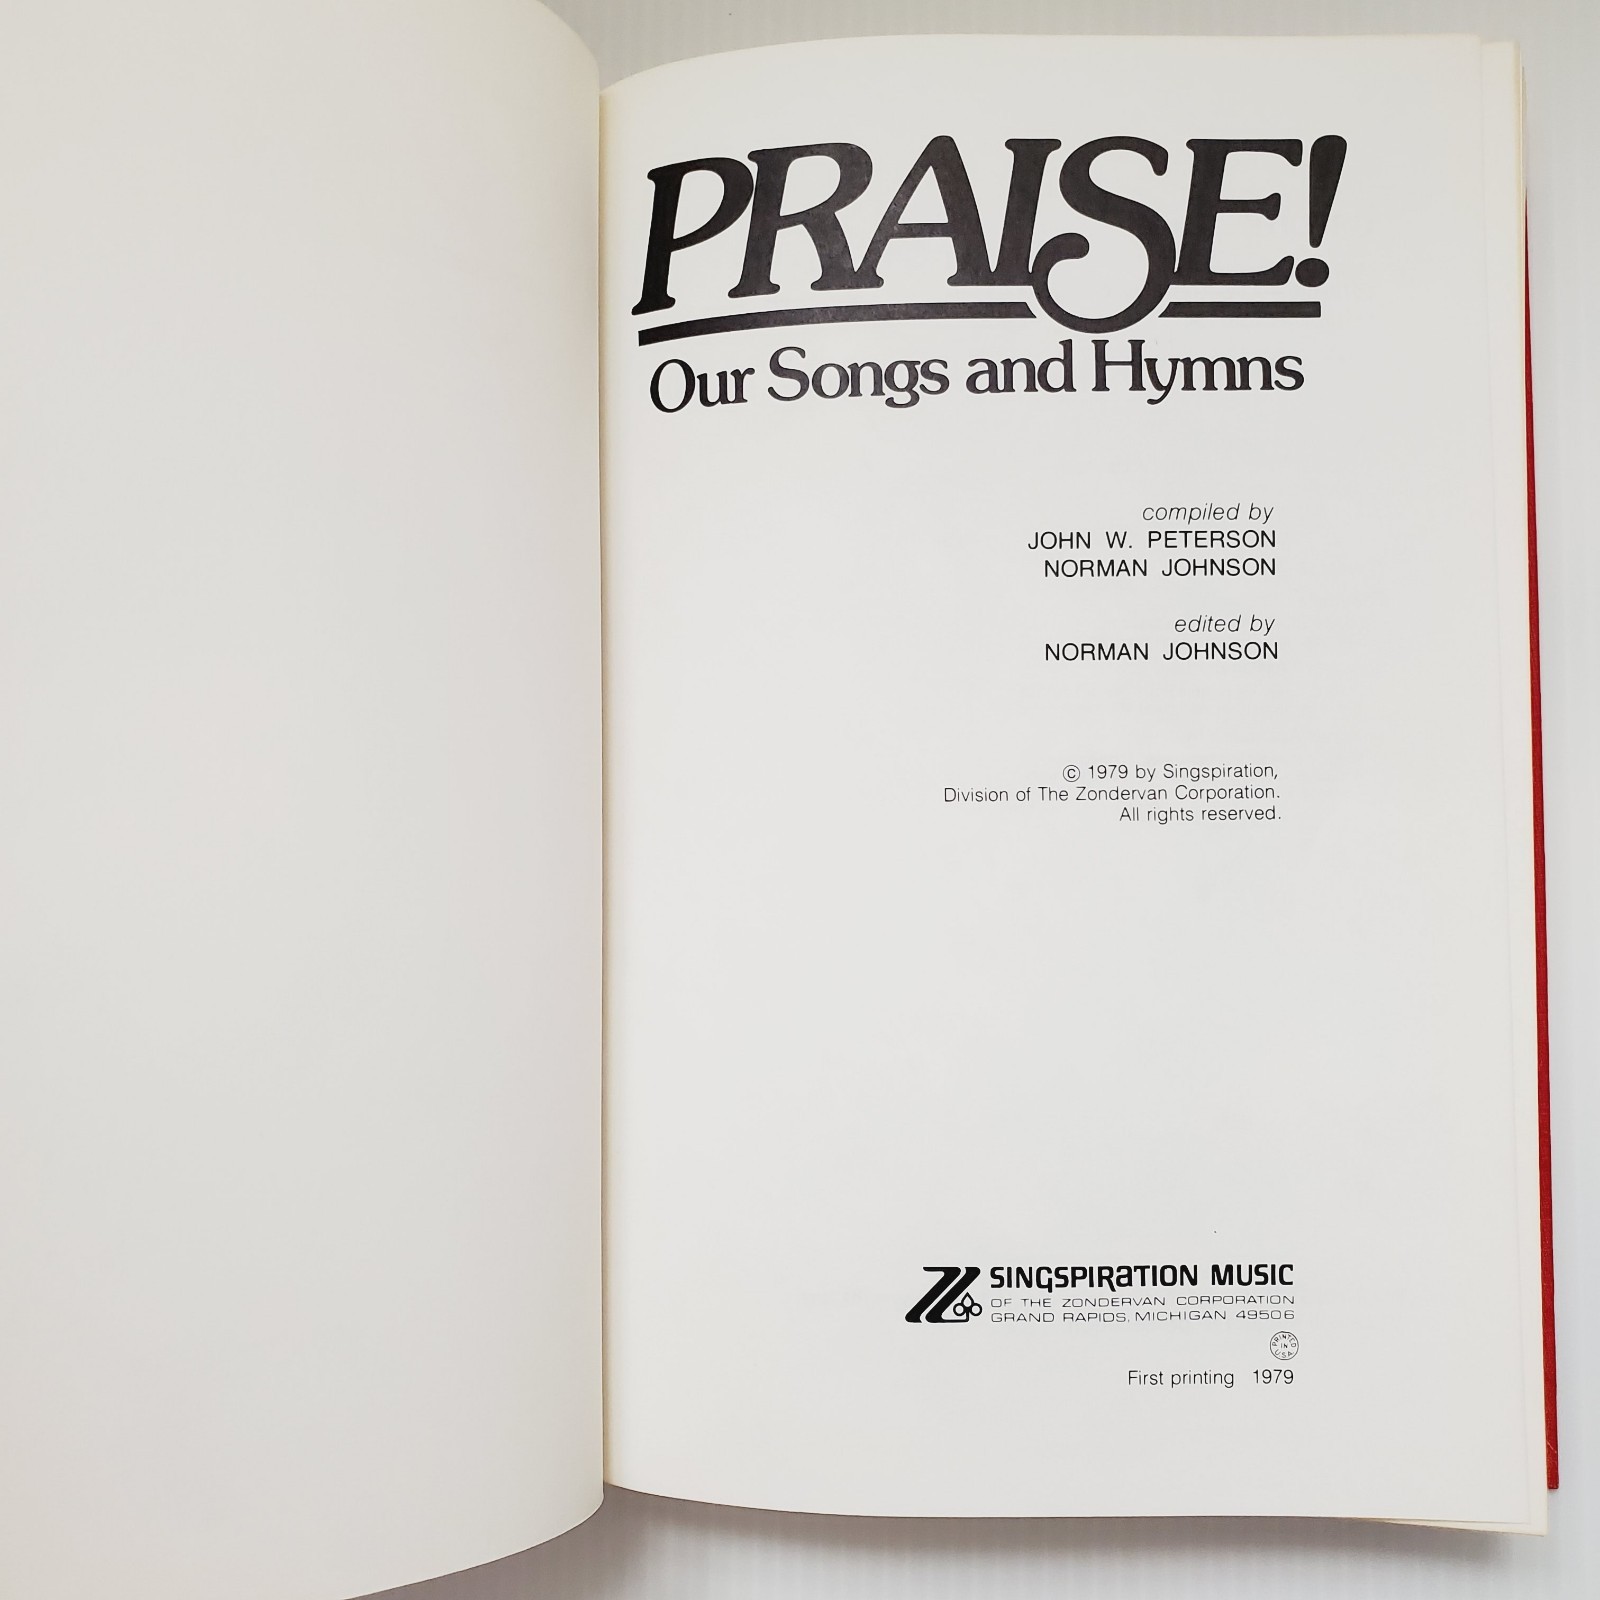 PRAISE!
Our Songs and Hymns
compiled by
JOHN W. PETERSON
NORMAN JOHNSON
edited by
NORMAN JOHNSON
© 1979 by Singspiration,
Division of The Zondervan Corporation.
All rights reserved.
SINGSPIRATION MUSIC
OF THE ZONDERVAN CORPORATION
GRAND RAPIDS, MICHIGAN 49506
PRINTED
IN
U.S.A.
First printing 1979